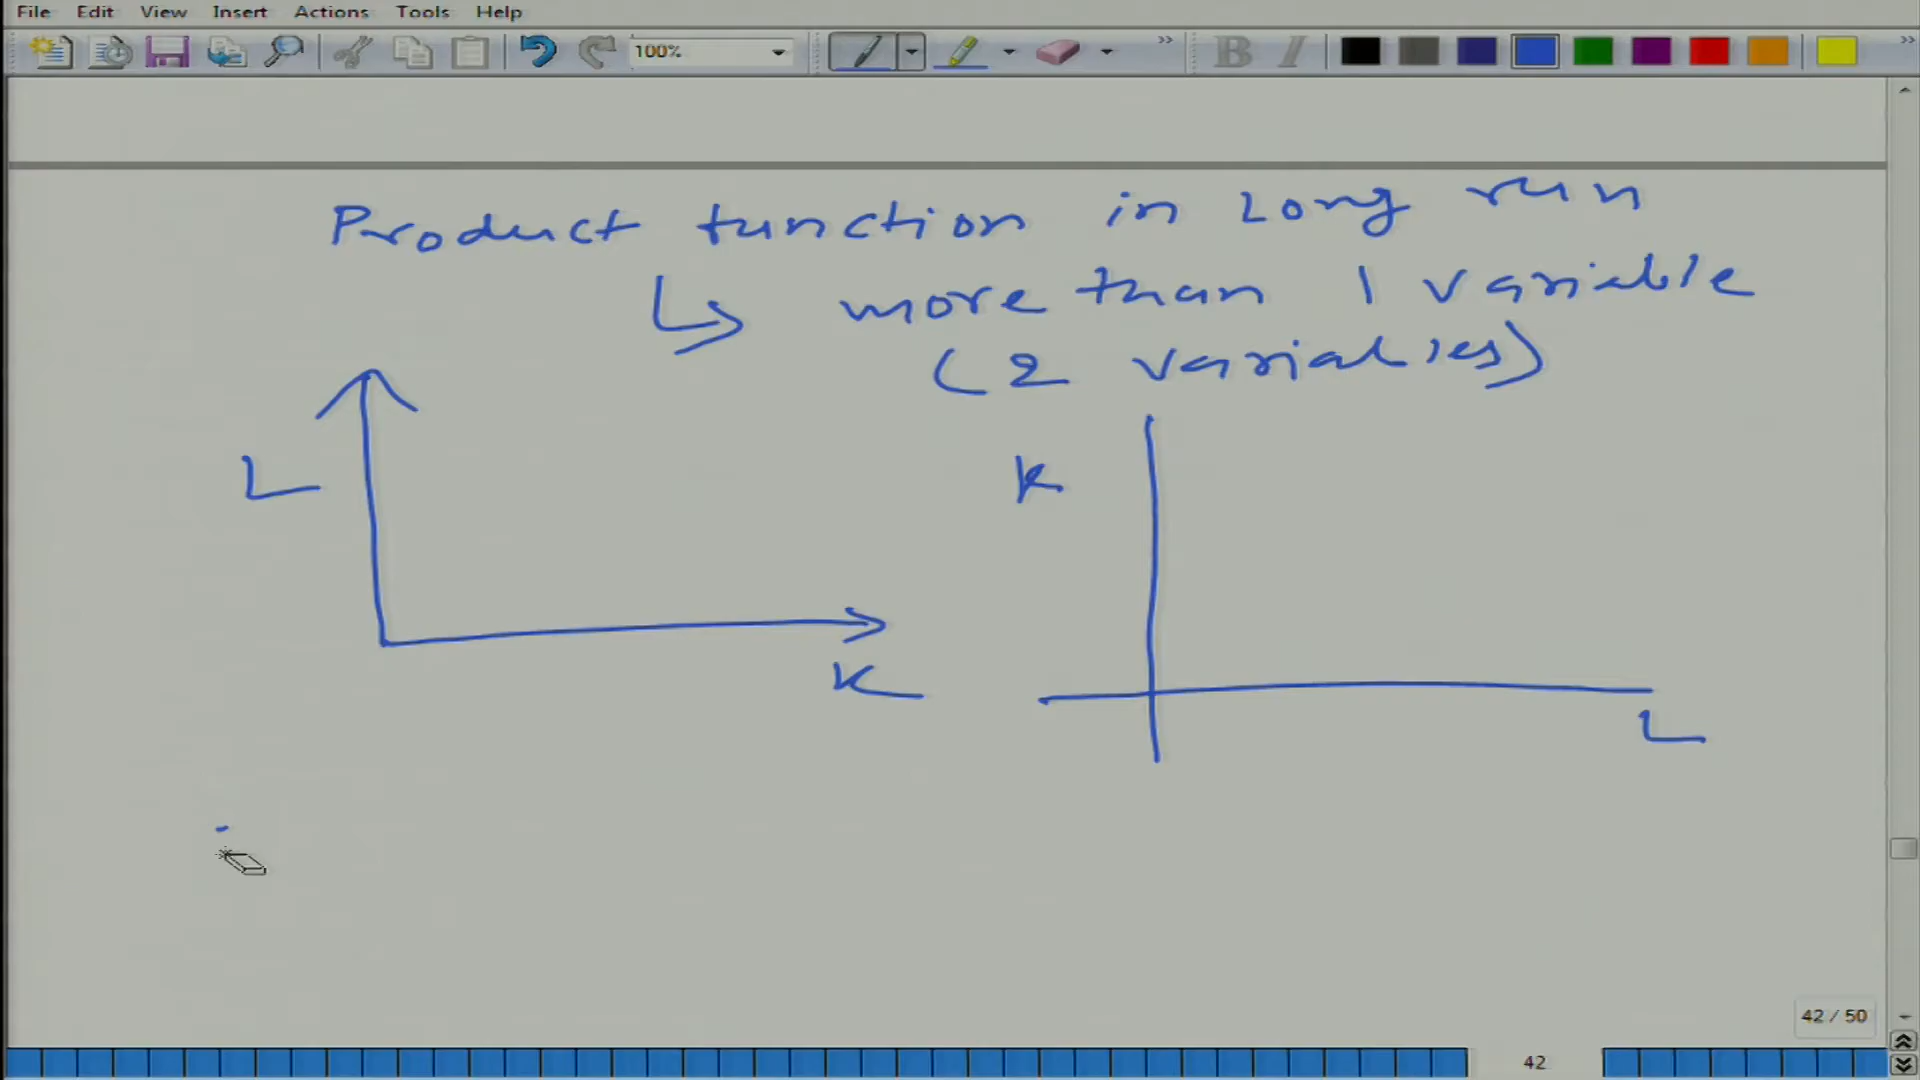 File Edit View Insert Actions Tools Help
100%
B I
Product function in Long run
more than 1 variable
(2 variables)
L
K
K
L
42 / 50
42